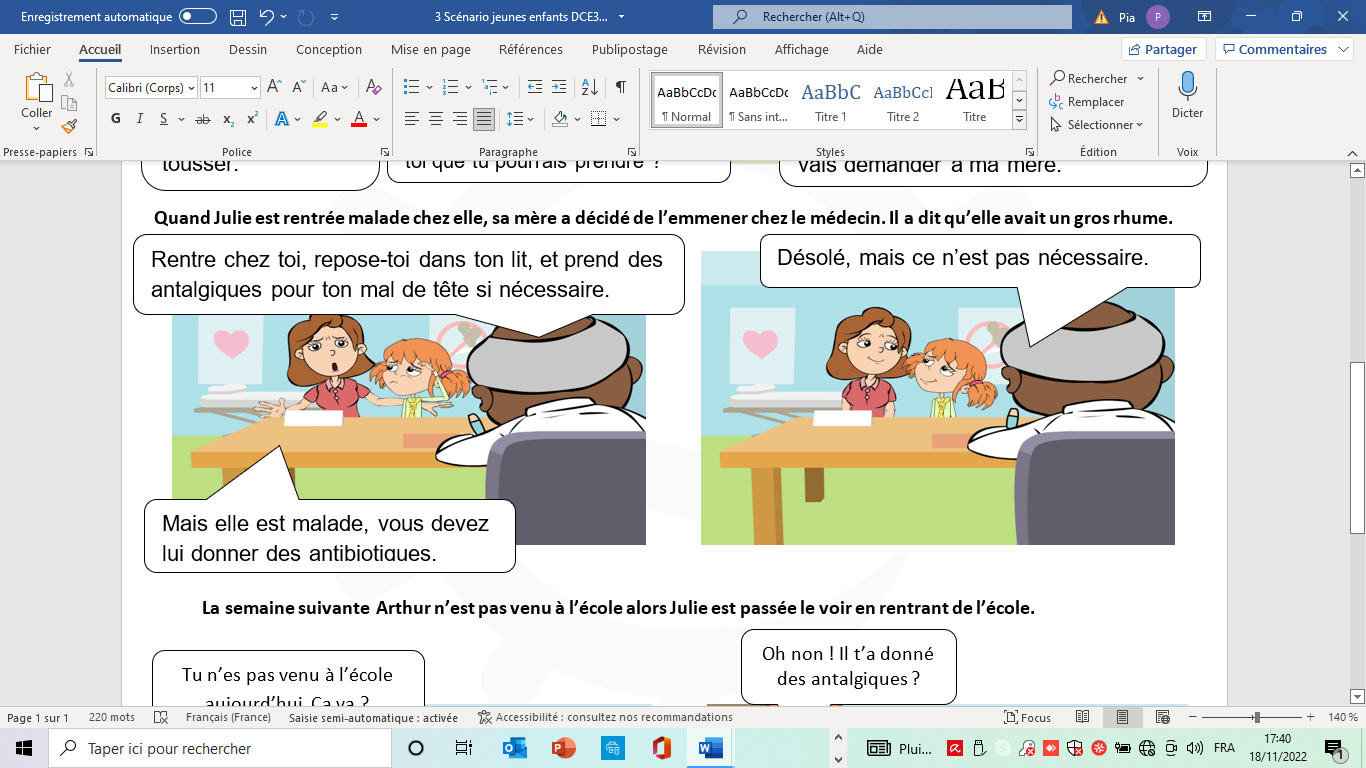 Enregistrement automatique
3 Scénario jeunes enfants DCE3...
Rechercher (Alt+Q)
Pia
P
Fichier
Accueil
Insertion
Dessin
Conception
Mise en page
Références
Publipostage
Révision
Affichage
Aide
Partager
Commentaires
Coller
Calibri (Corps)
11
G I S ab x₂ x² A A
AaBbCcDc
¶ Normal
AaBbCcDc
¶ Sans int...
AaBbC
Titre 1
AaBbCcI
Titre 2
AaB
Titre
Rechercher
Remplacer
Sélectionner
Dicter
Presse-papiers
Police
Paragraphe
Styles
Édition
Voix
tousser.
toi que tu pourrais prendre ?
vais demander à ma mère.
Quand Julie est rentrée malade chez elle, sa mère a décidé de l’emmener chez le médecin. Il a dit qu’elle avait un gros rhume.
Rentre chez toi, repose-toi dans ton lit, et prend des
antalgiques pour ton mal de tête si nécessaire.
Désolé, mais ce n’est pas nécessaire.
Mais elle est malade, vous devez
lui donner des antibiotiques.
La semaine suivante Arthur n’est pas venu à l’école alors Julie est passée le voir en rentrant de l’école.
Tu n’es pas venu à l’école
aujourd’hui. Ça va ?
Oh non ! Il t’a donné
des antalgiques ?
Page 1 sur 1
220 mots
Français (France)
Saisie semi-automatique : activée
Accessibilité : consultez nos recommandations
Focus
140 %
Taper ici pour rechercher
Plui...
FRA
17:40
18/11/2022
1